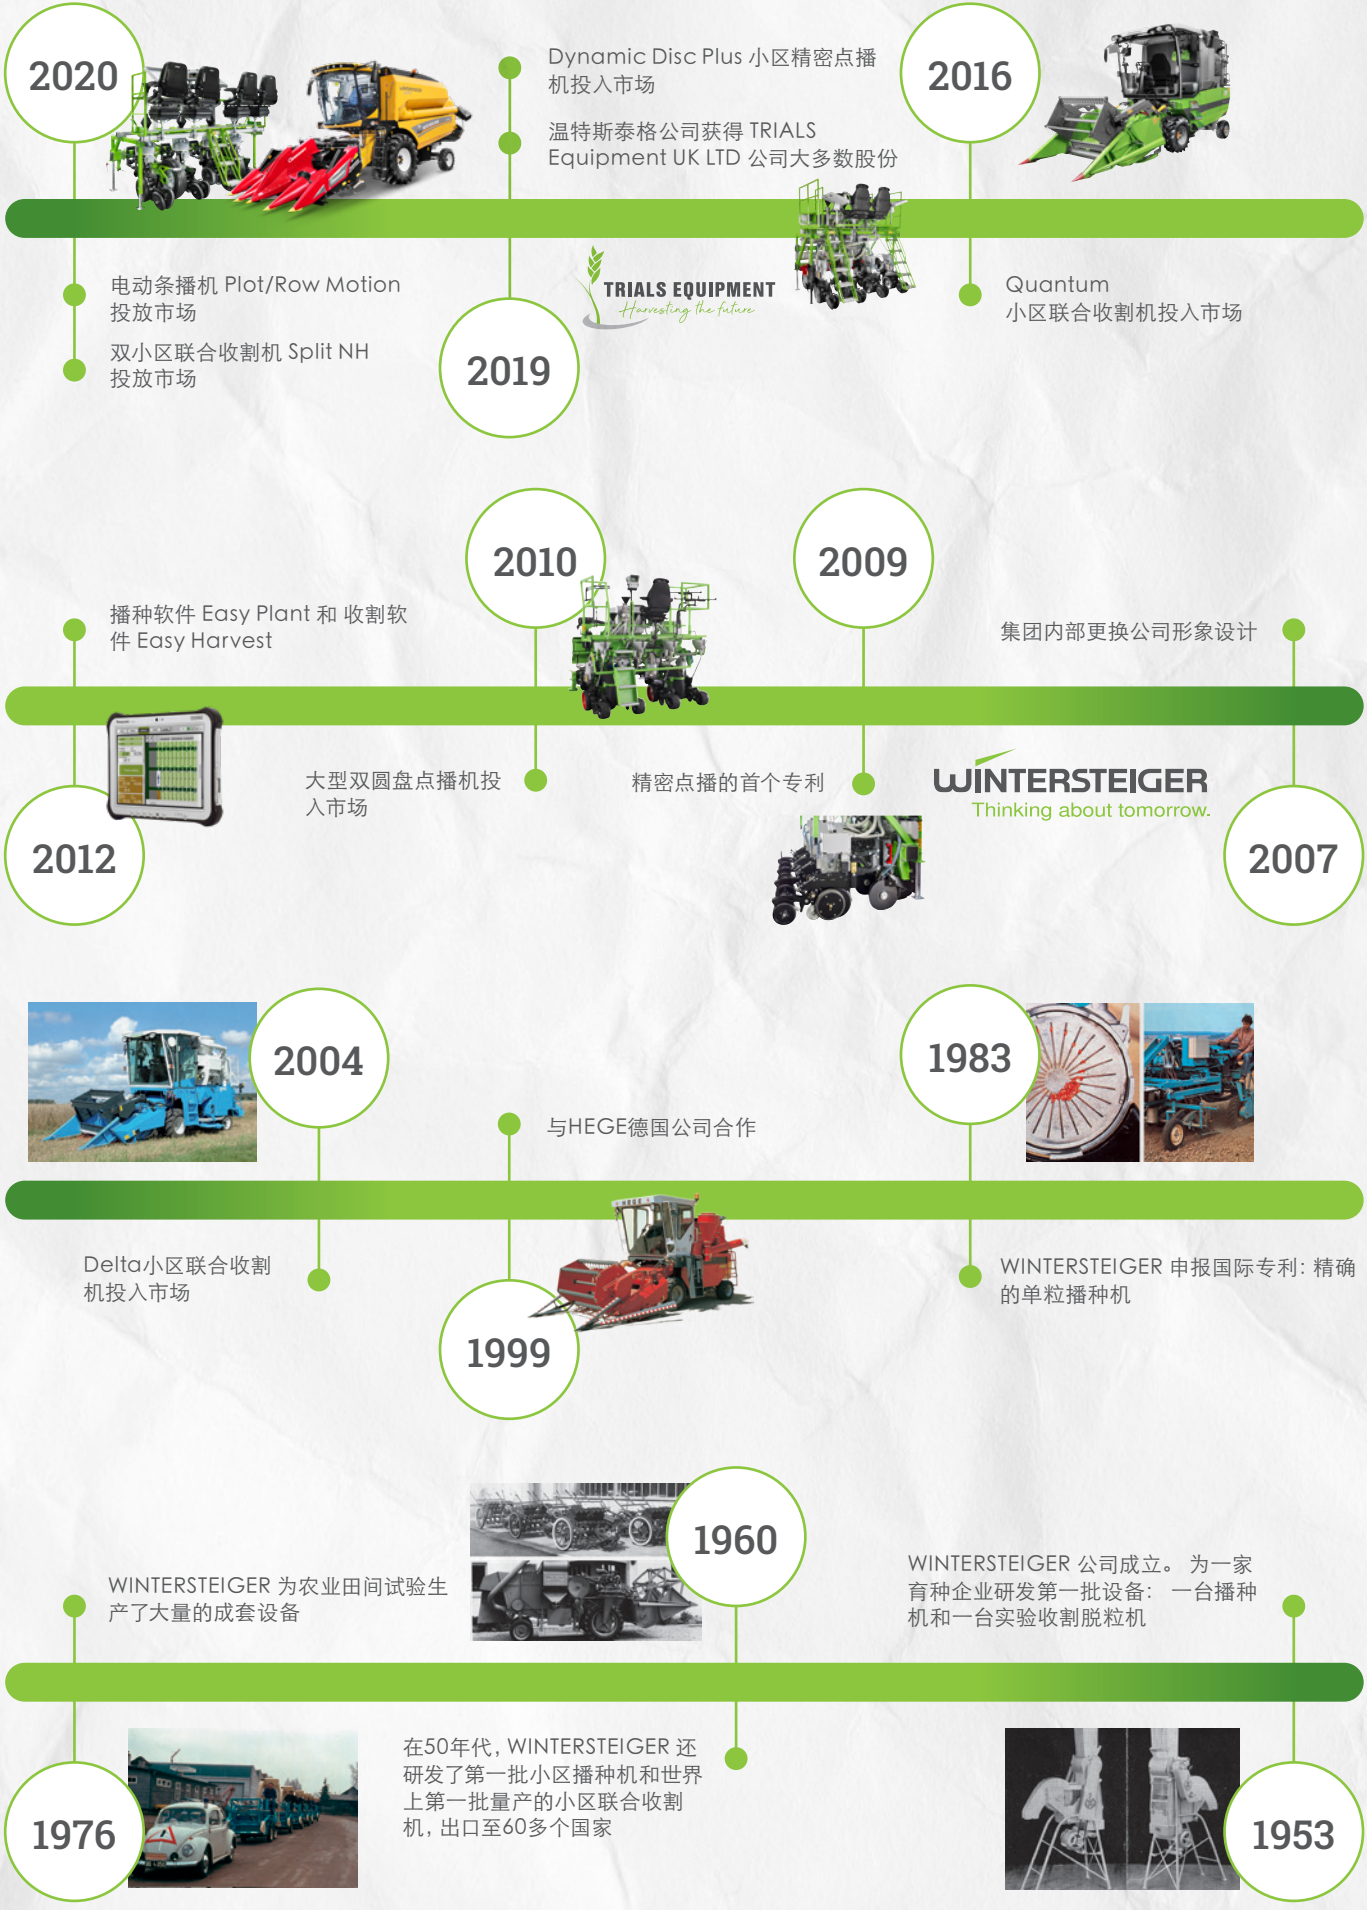 2020
Dynamic Disc Plus 小区精密点播
机投入市场
温特斯泰格公司获得 TRIALS
Equipment UK LTD 公司大多数股份
2016
电动条播机 Plot/Row Motion
投放市场
双小区联合收割机 Split NH
投放市场
TRIALS EQUIPMENT
Harvesting the future
2019
Quantum
小区联合收割机投入市场
播种软件 Easy Plant 和 收割软
件 Easy Harvest
2010
2009
集团内部更换公司形象设计
2012
大型双圆盘点播机投
入市场
精密点播的首个专利
WINTERSTEIGER
Thinking about tomorrow.
2007
2004
与HEGE德国公司合作
1983
Delta小区联合收割
机投入市场
HEGE
1999
WINTERSTEIGER 申报国际专利: 精确
的单粒播种机
WINTERSTEIGER 为农业田间试验生
产了大量的成套设备
1960
WINTERSTEIGER 公司成立。 为一家
育种企业研发第一批设备: 一台播种
机和一台实验收割脱粒机
1976
在50年代, WINTERSTEIGER 还
研发了第一批小区播种机和世界
上第一批量产的小区联合收割
机, 出口至60多个国家
1953